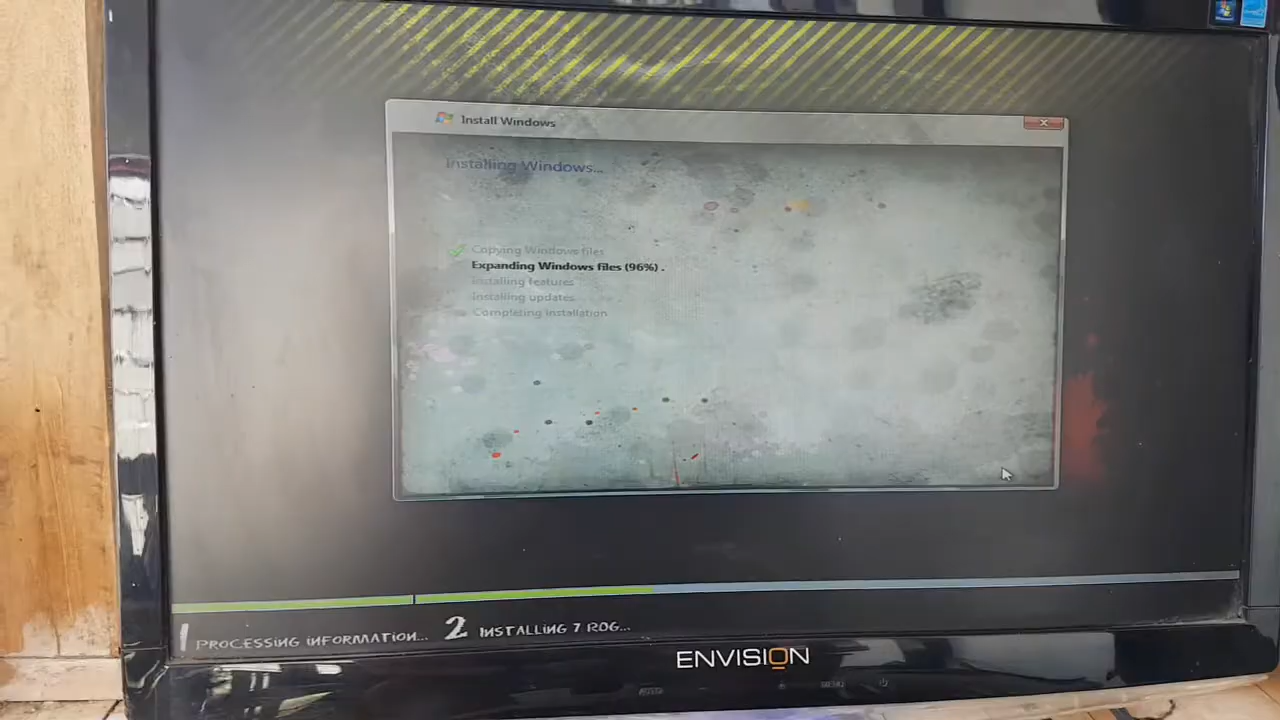 Install Windows
Installing Windows...
Copying Windows files
Expanding Windows files (96%) .
Installing features
Installing updates
Completing installation
1 PROCESSING INFORMATION... 2 INSTALLING 7 ROG...
ENVISION